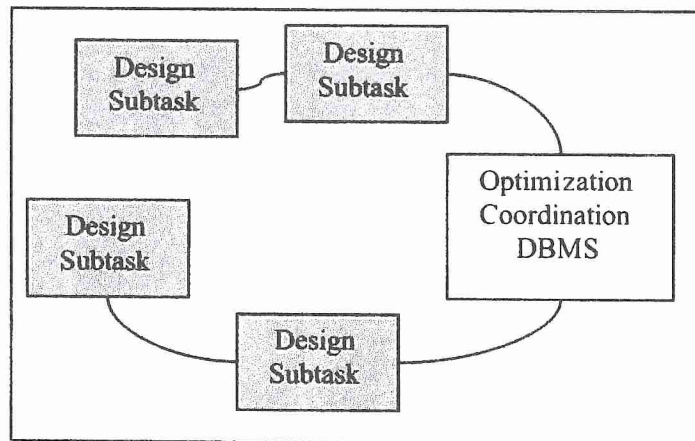 Design
Subtask
Design
Subtask
Optimization
Coordination
DBMS
Design
Subtask
Design
Subtask